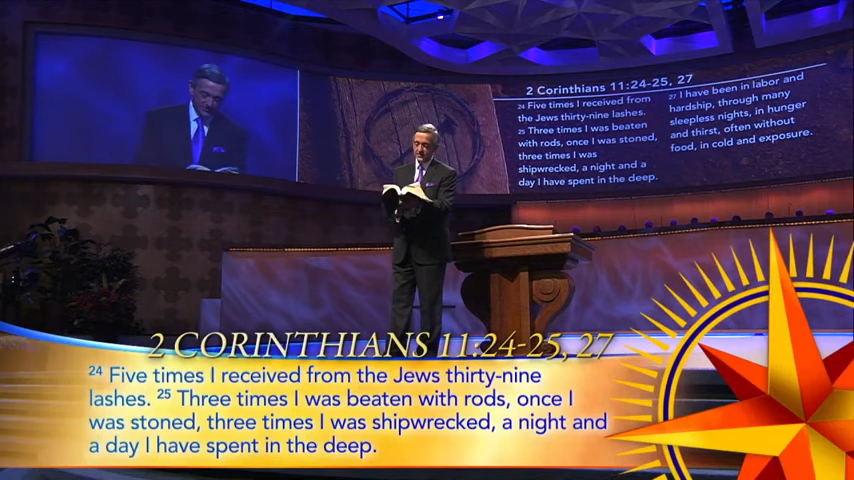 2 Corinthians 11:24-25, 27
24 Five times I received from
the Jews thirty-nine lashes.
25 Three times I was beaten
with rods, once I was stoned,
three times I was
shipwrecked, a night and a
day I have spent in the deep.
27 I have been in labor and
hardship, through many
sleepless nights, in hunger
and thirst, often without
food, in cold and exposure.
2 CORINTHIANS 11:24-25, 27
24 Five times I received from the Jews thirty-nine
lashes. 25 Three times I was beaten with rods, once I
was stoned, three times I was shipwrecked, a night and
a day I have spent in the deep.